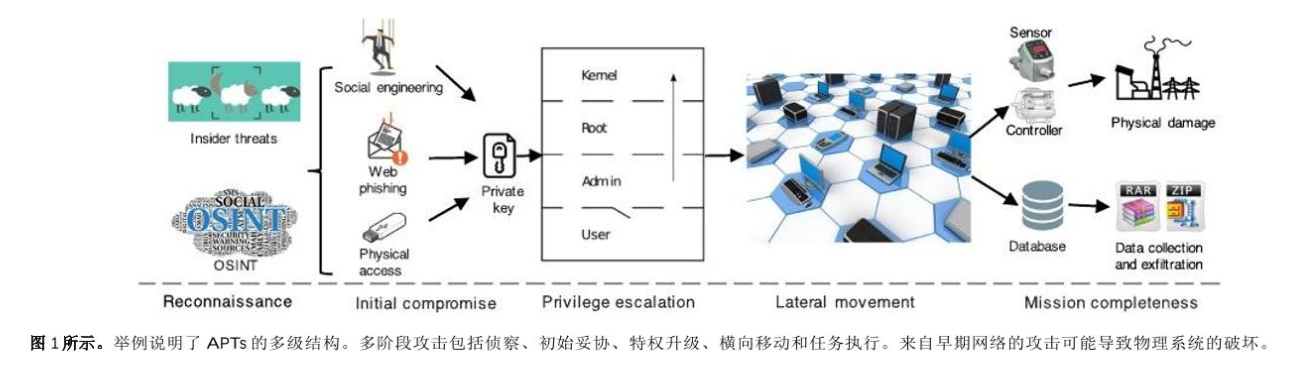 Sensor
Kernel
Social engineering
Root
Controller
Physical damage
Insider threats
Web
phishing
Private
key
Admin
RAR
ZIP
SMS
SOCIAL
OSINT
SECURITY
WARNING
SOURCES
OSINT
User
Physical
access
Database
Data collection
and exfiltration
Reconnaissance
Initial compromise
Privilege escalation
Lateral movement
Mission completeness
图 1 所示。举例说明了 APTs 的多级结构。多阶段攻击包括侦察、初始妥协、特权升级、横向移动和任务执行。来自早期网络的攻击可能导致物理系统的破坏。